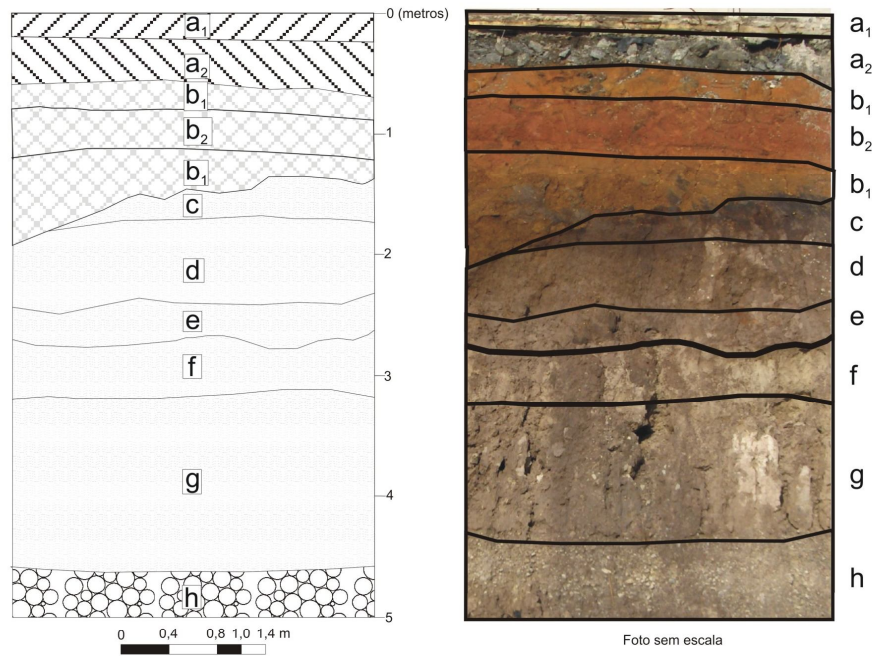 0 (metros)
1
2
3
4
5
a1
a2
b1
b2
b1
c
d
e
f
g
h
0 0,4 0,8 1,0 1,4 m
a1
a2
b1
b2
b1
c
d
e
f
g
h
Foto sem escala